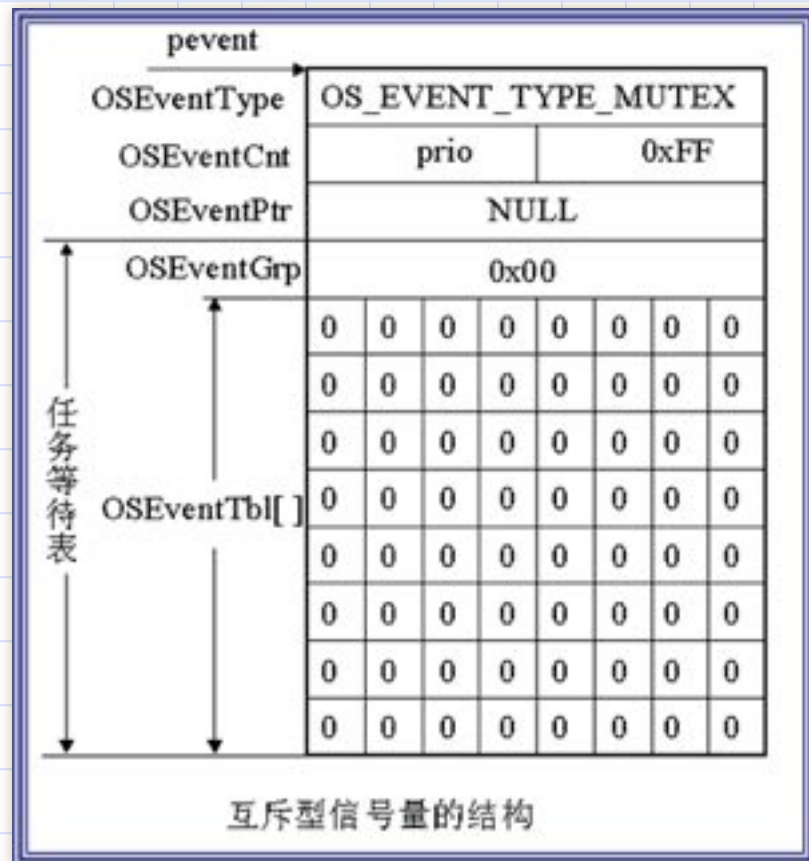 pevent
OSEventType OS_EVENT_TYPE_MUTEX
OSEventCnt prio 0xFF
OSEventPtr NULL
OSEventGrp 0x00
0 0 0 0 0 0 0 0
0 0 0 0 0 0 0 0
0 0 0 0 0 0 0 0
OSEventTbl[ ] 0 0 0 0 0 0 0 0
0 0 0 0 0 0 0 0
0 0 0 0 0 0 0 0
0 0 0 0 0 0 0 0
0 0 0 0 0 0 0 0
任务等待表
互斥型信号量的结构